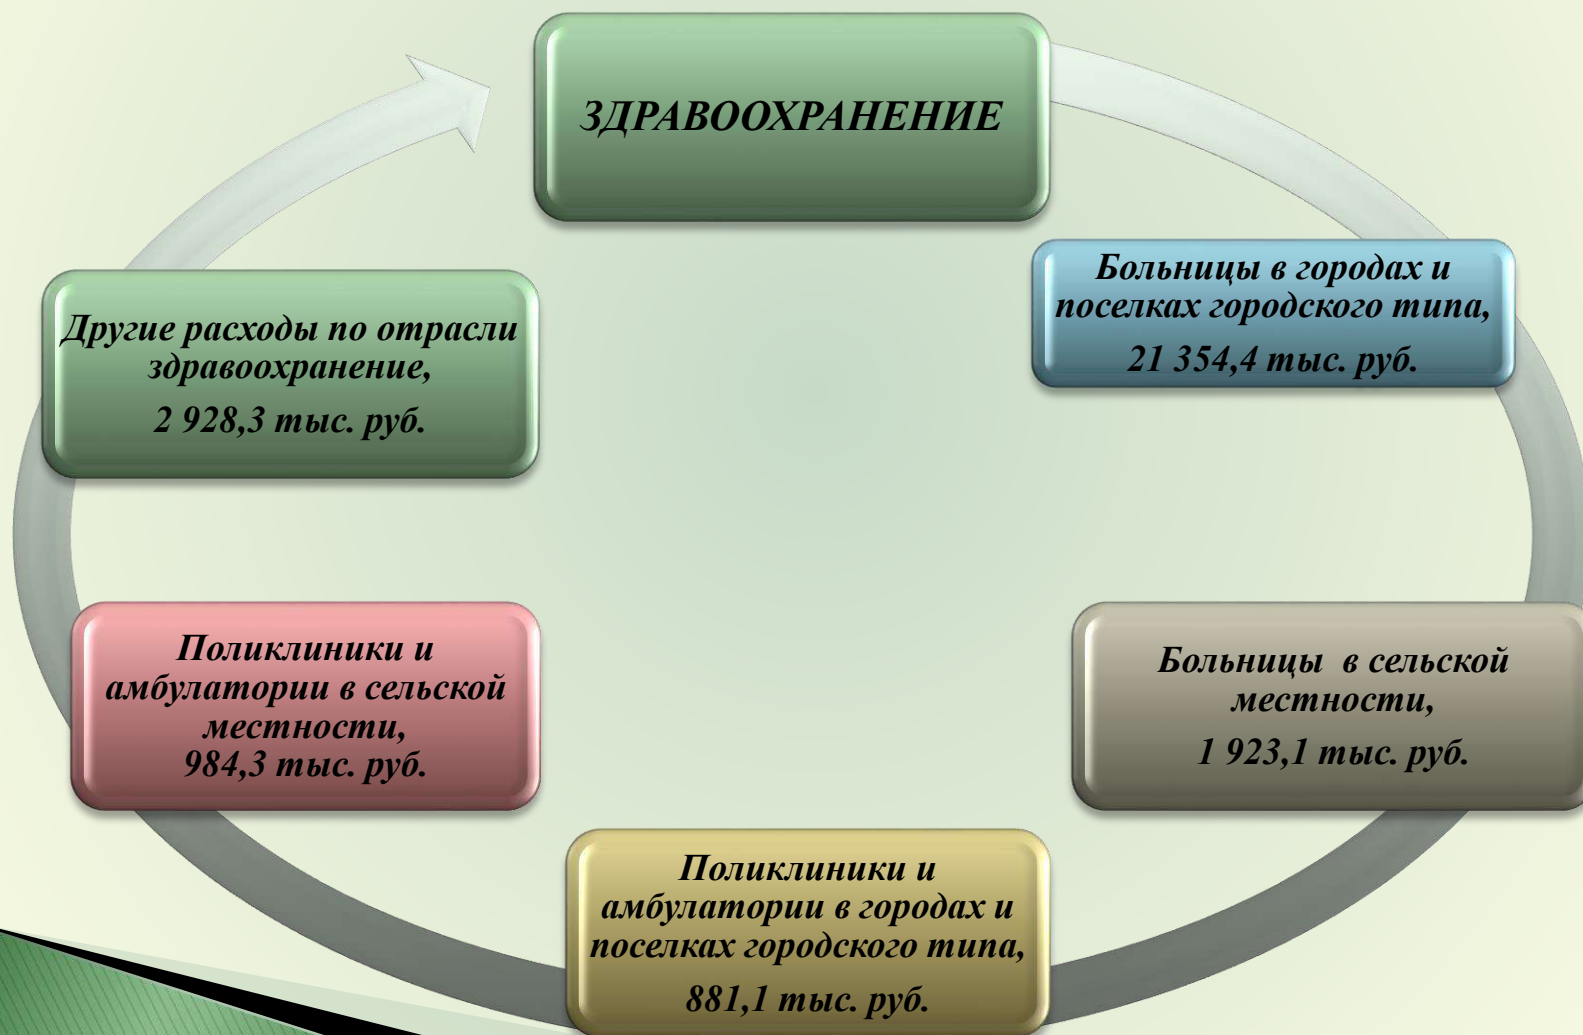 ЗДРАВООХРАНЕНИЕ
Больницы в городах и
поселках городского типа,
21 354,4 тыс. руб.
Больницы в сельской
местности,
1 923,1 тыс. руб.
Поликлиники и
амбулатории в городах и
поселках городского типа,
881,1 тыс. руб.
Поликлиники и
амбулатории в сельской
местности,
984,3 тыс. руб.
Другие расходы по отрасли
здравоохранение,
2 928,3 тыс. руб.